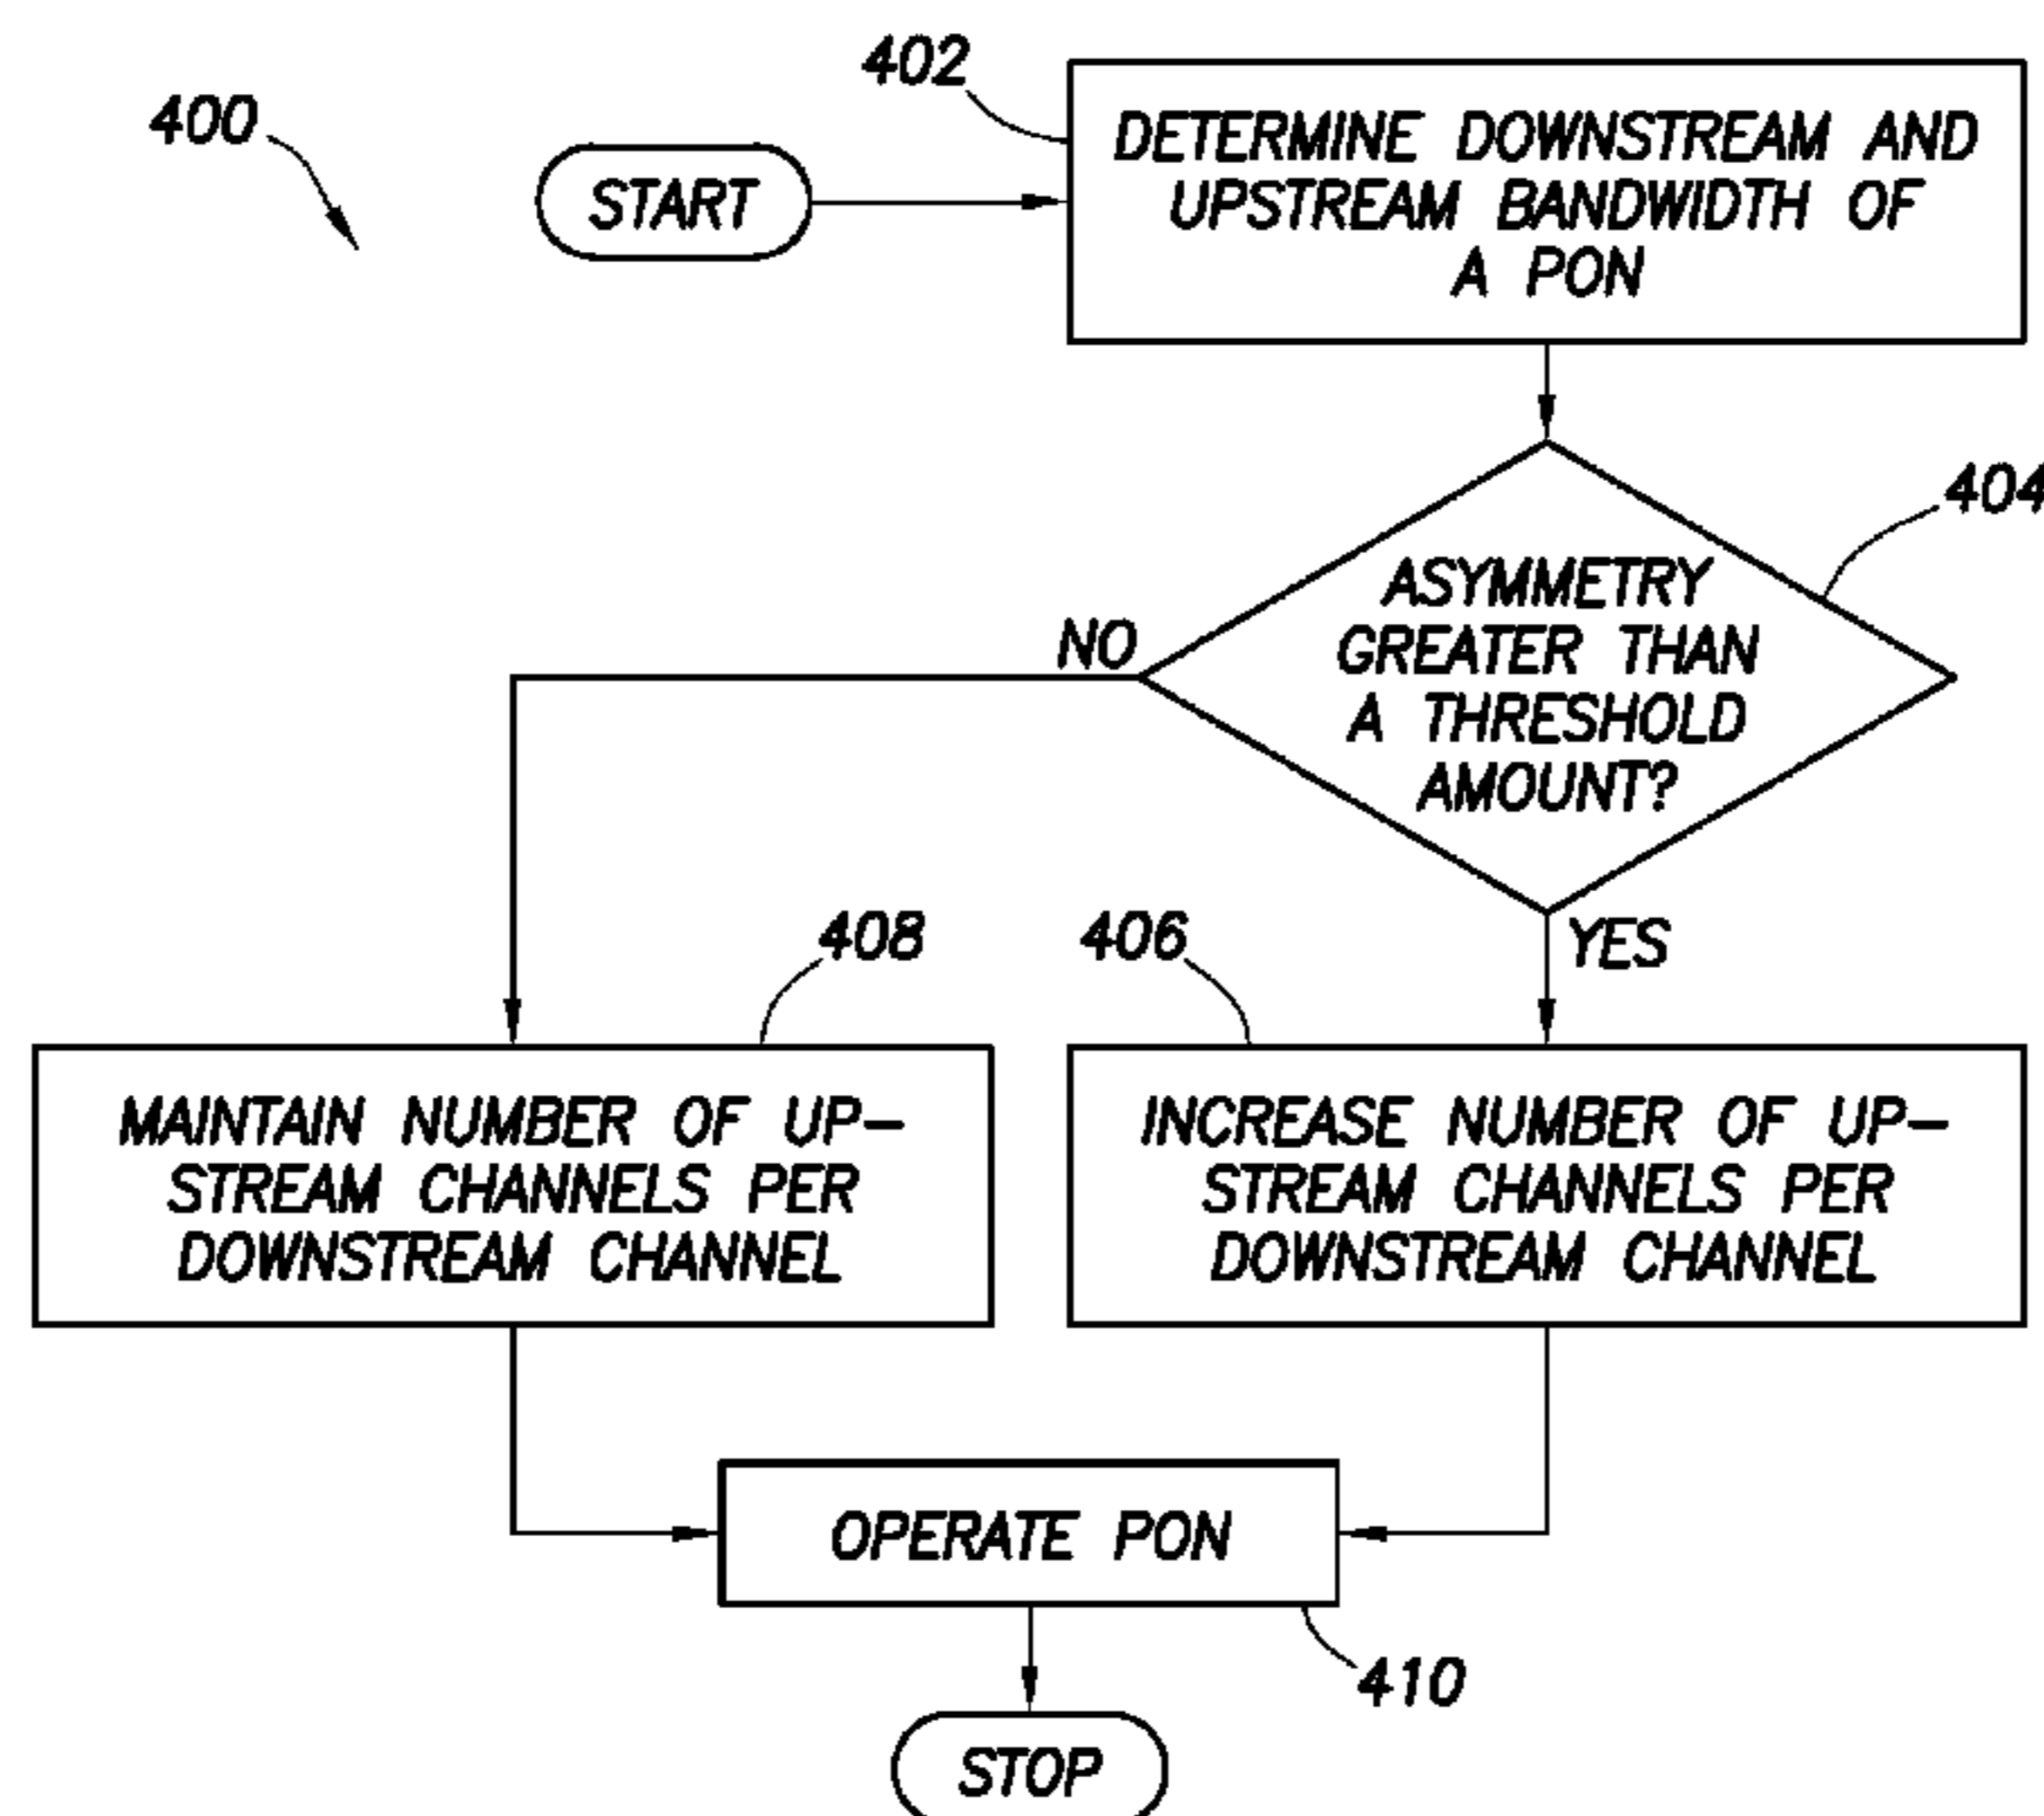 402
400
START
DETERMINE DOWNSTREAM AND
UPSTREAM BANDWIDTH OF
A PON
404
ASYMMETRY
GREATER THAN
A THRESHOLD
AMOUNT?
NO
YES
408
406
MAINTAIN NUMBER OF UP-
STREAM CHANNELS PER
DOWNSTREAM CHANNEL
INCREASE NUMBER OF UP-
STREAM CHANNELS PER
DOWNSTREAM CHANNEL
OPERATE PON
410
STOP